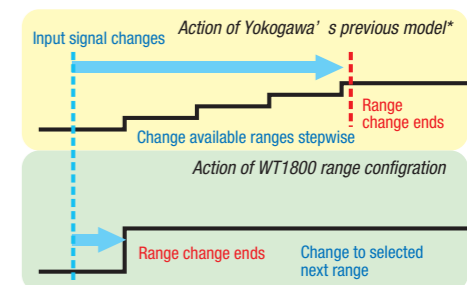 Action of Yokogawa’ s previous model*
Input signal changes
Range
change ends
Change available ranges stepwise
Action of WT1800 range configration
Range change ends
Change to selected
next range